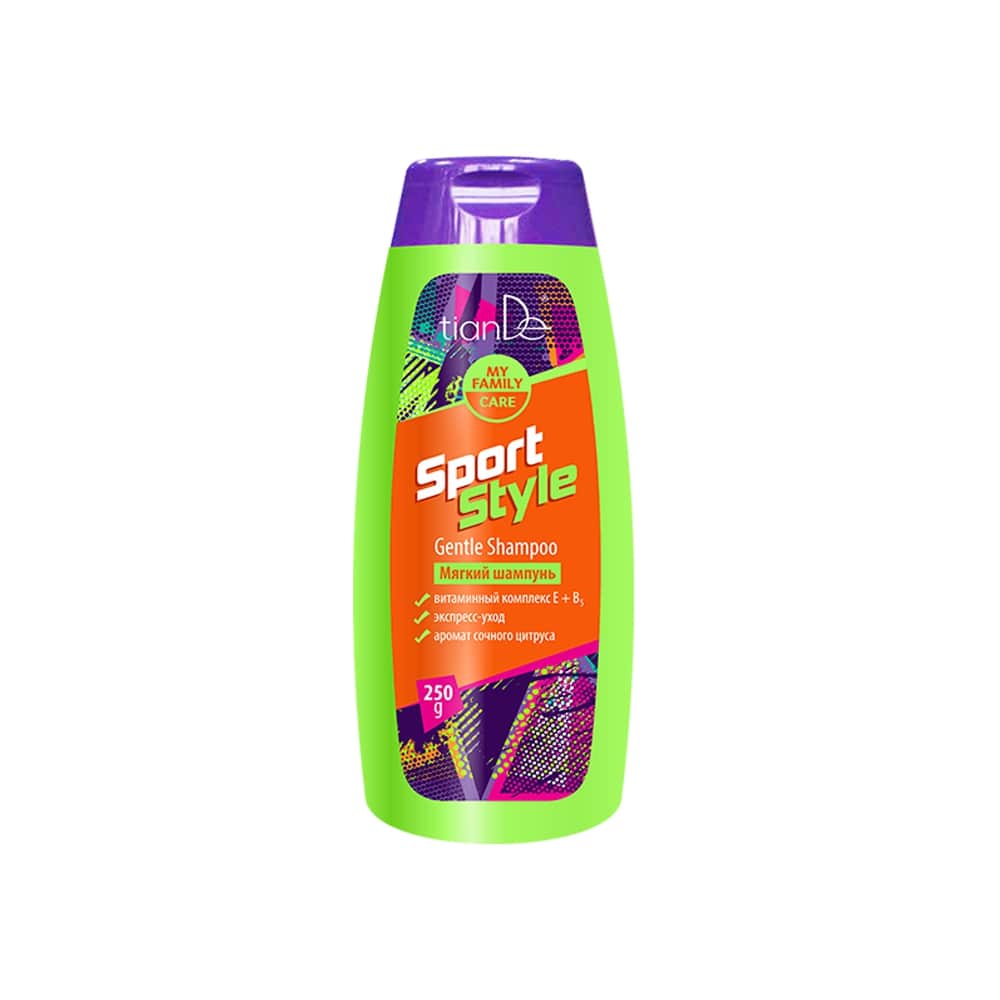 tianDe®
MY
FAMILY
CARE
Sport
Style
Gentle Shampoo
Мягкий шампунь
витаминный комплекс E + B₅
экспресс-уход
аромат сочного цитруса
250
g